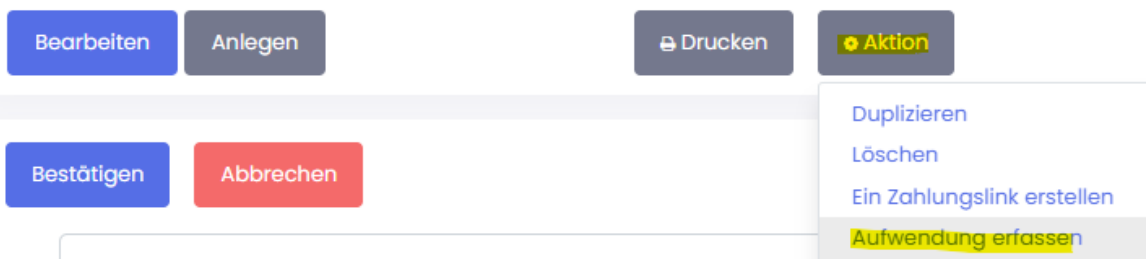 Bearbeiten Anlegen Drucken Aktion
Duplizieren
Löschen
Bestätigen Abbrechen
Ein Zahlungslink erstellen
Aufwendung erfassen